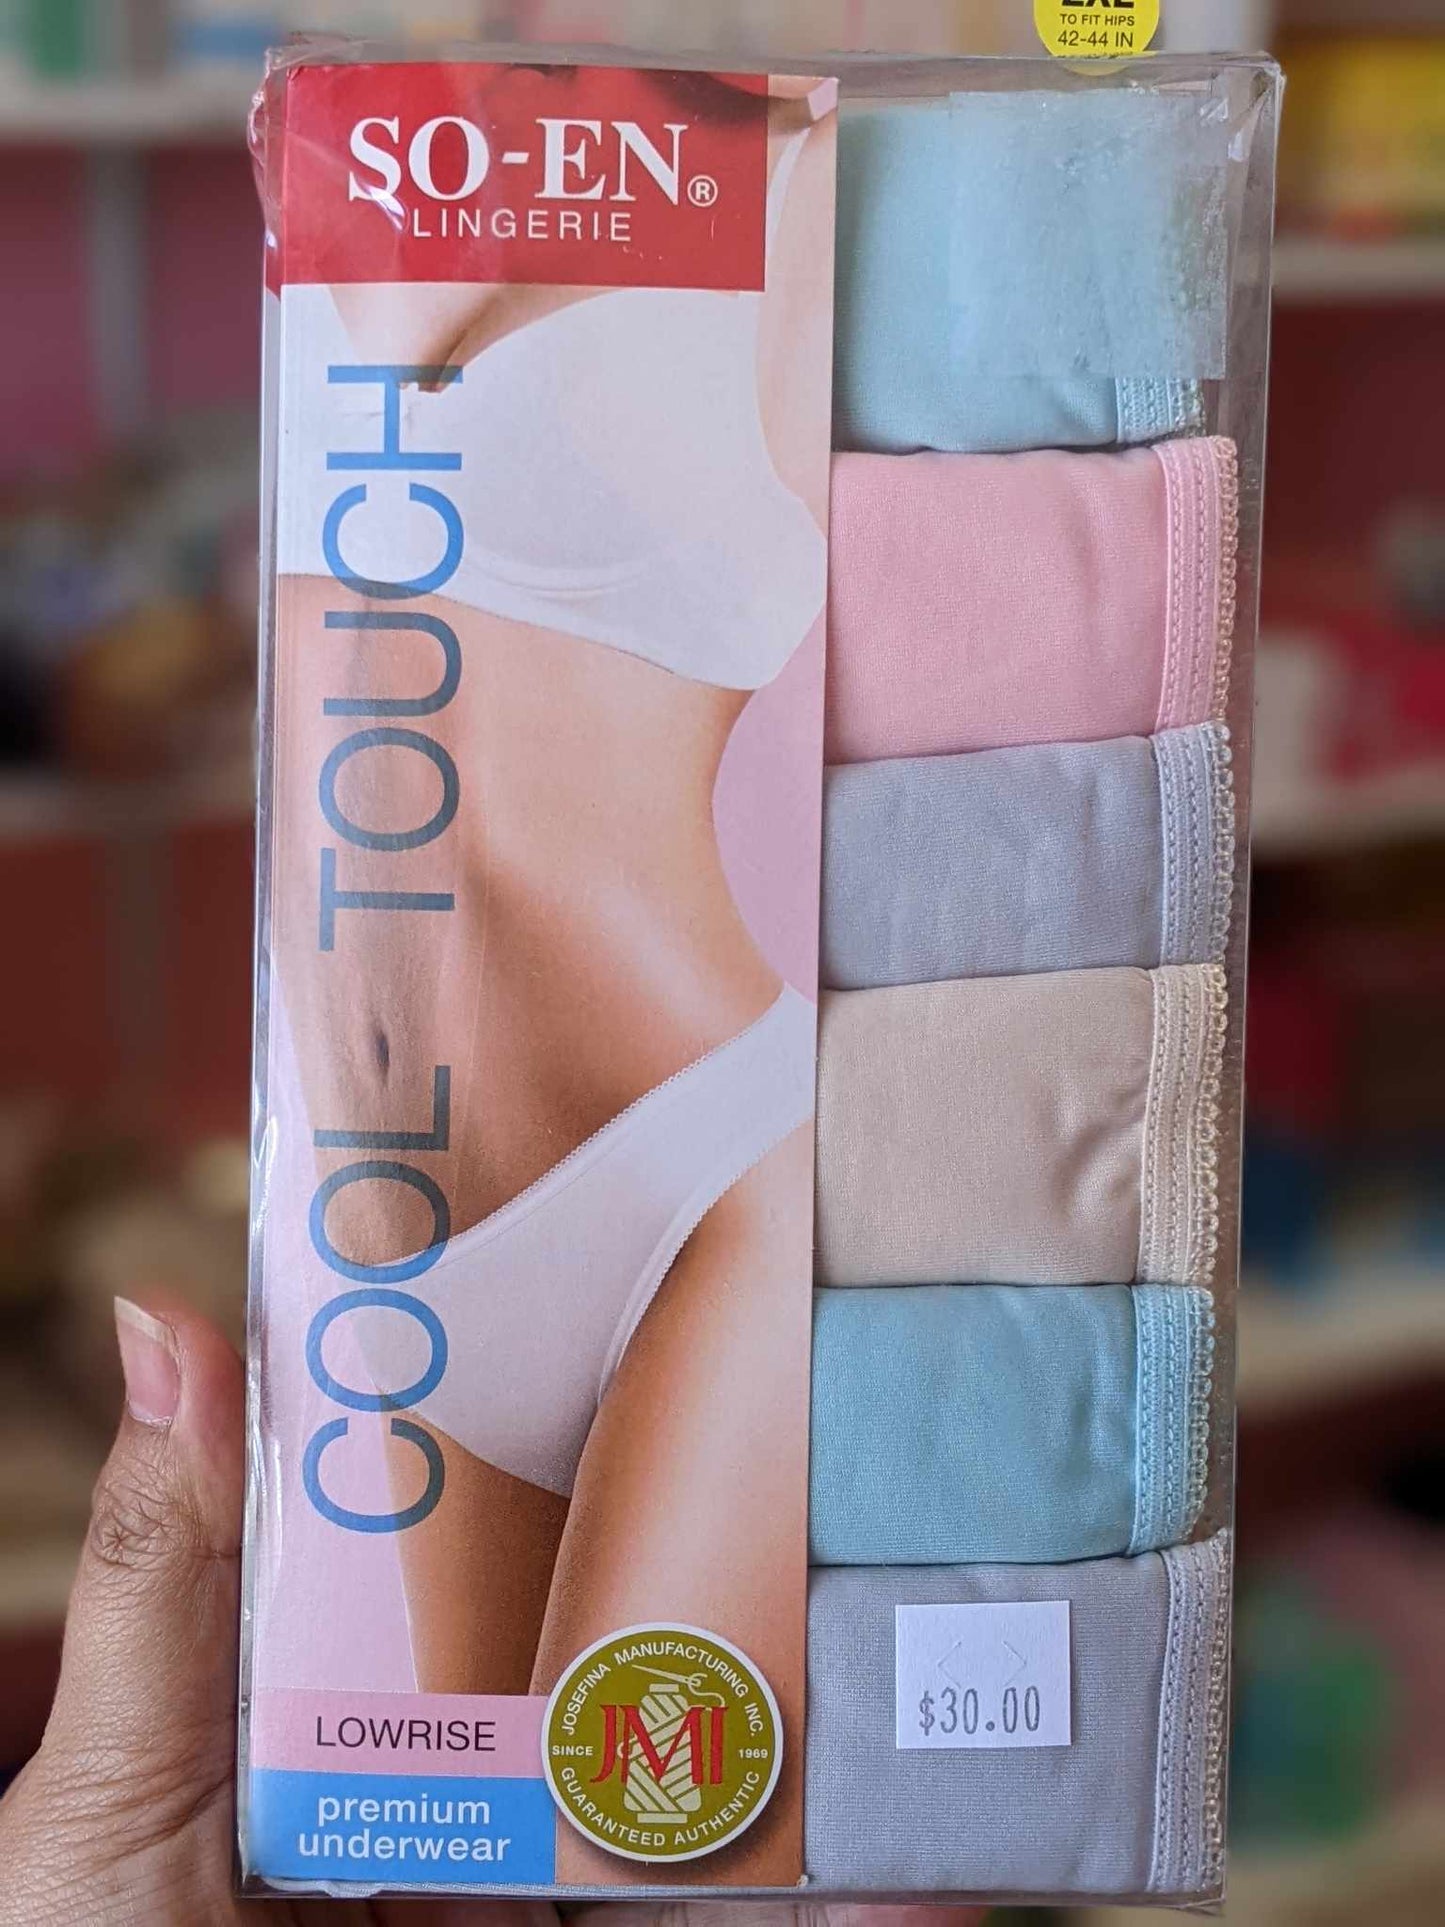 2XL
TO FIT HIPS
42-44 IN
SO-EN®
LINGERIE
COOL TOUCH
LOWRISE
premium
underwear
JOSEFINA MANUFACTURING INC.
SINCE 1969
JMI
GUARANTEED AUTHENTIC
$30.00